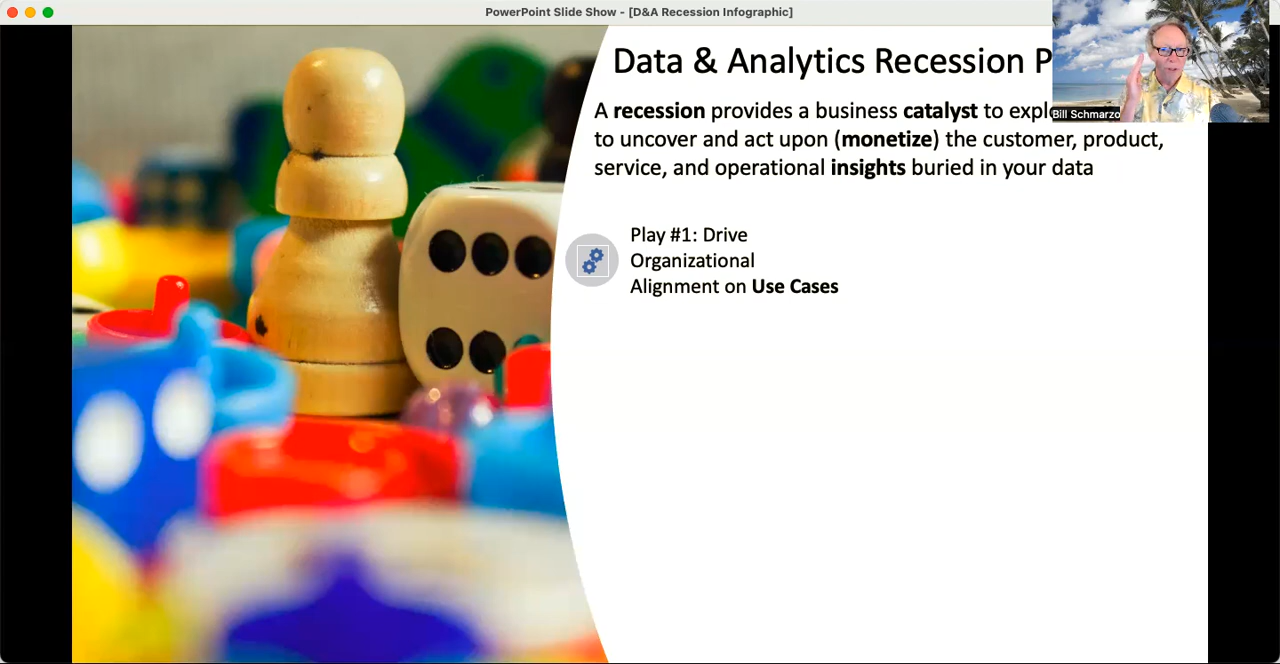 PowerPoint Slide Show - [D&A Recession Infographic]
Data & Analytics Recession P
Bill Schmarzo
A recession provides a business catalyst to expl
to uncover and act upon (monetize) the customer, product,
service, and operational insights buried in your data
Play #1: Drive
Organizational
Alignment on Use Cases